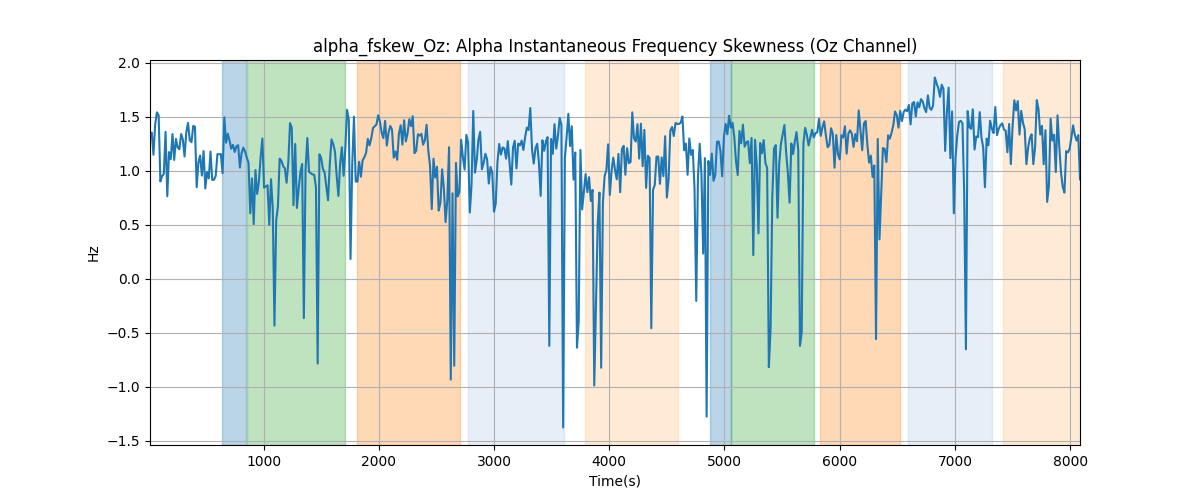 alpha_fskew_Oz: Alpha Instantaneous Frequency Skewness (Oz Channel)
2.0
1.5
1.0
0.5
0.0
−0.5
−1.0
−1.5
Hz
1000 2000 3000 4000 5000 6000 7000 8000
Time(s)